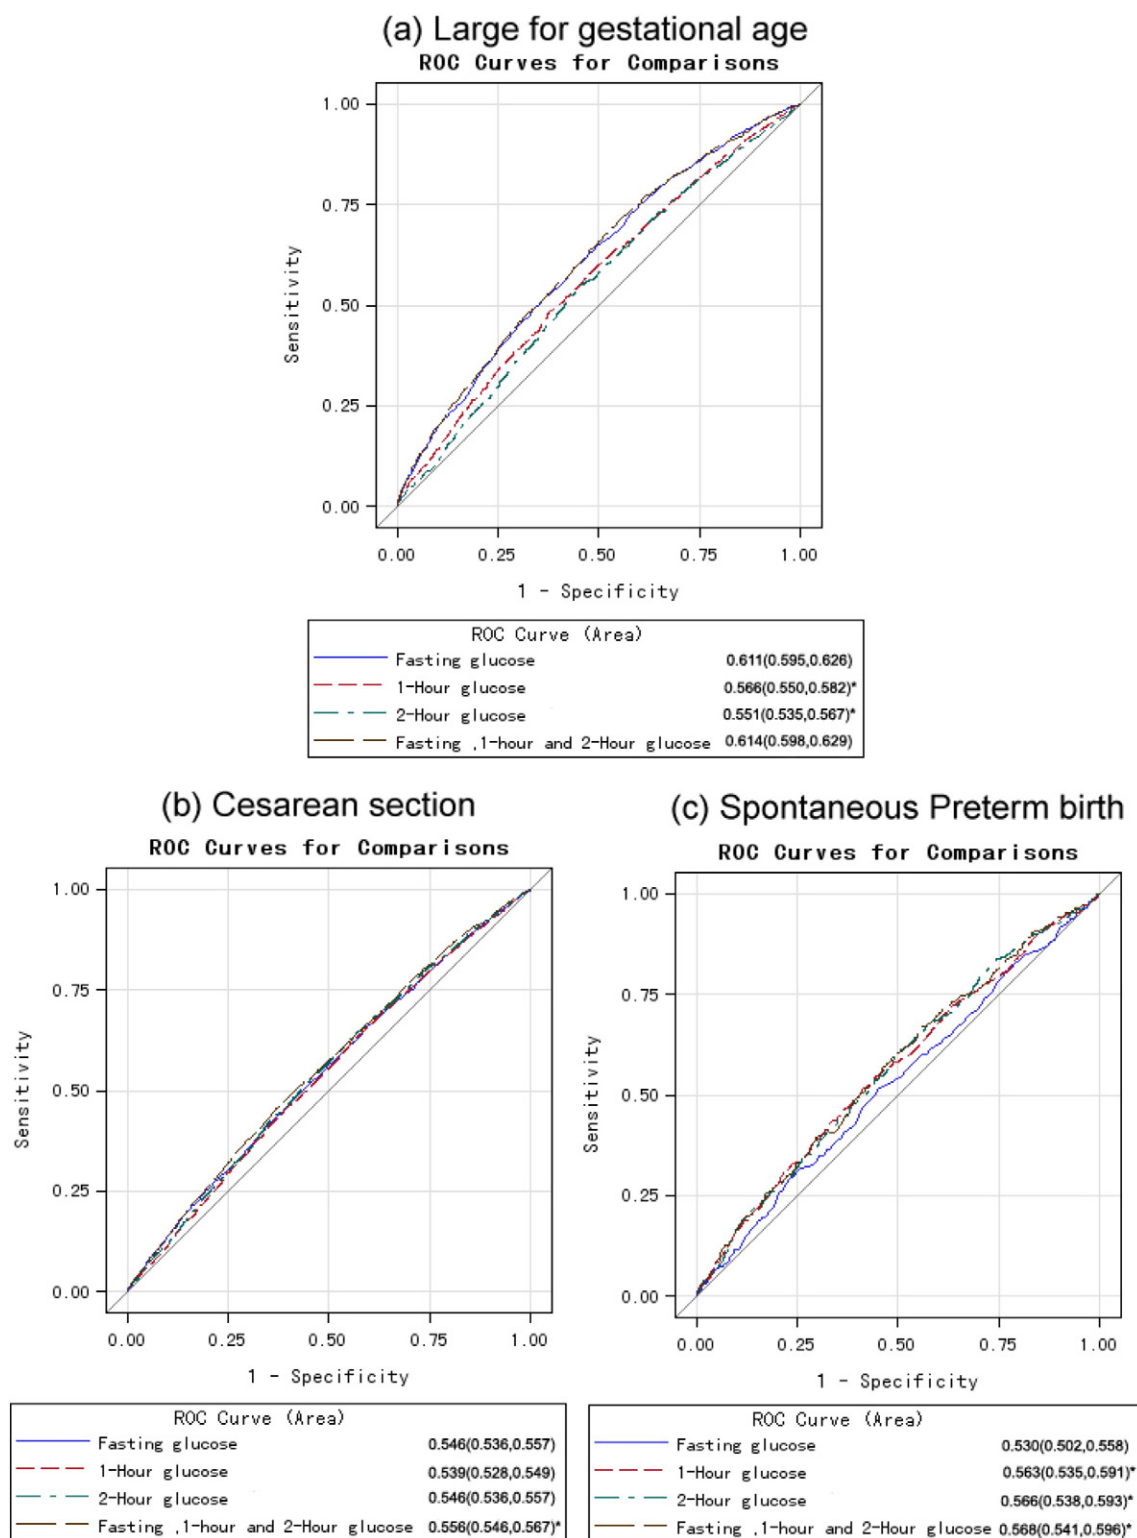 (a) Large for gestational age
ROC Curves for Comparisons
1.00
0.75
0.50
0.25
0.00
Sensitivity
0.00 0.25 0.50 0.75 1.00
1 - Specificity
ROC Curve (Area)
Fasting glucose 0.611(0.595,0.626)
1-Hour glucose 0.566(0.550,0.582)*
2-Hour glucose 0.551(0.535,0.567)*
Fasting ,1-hour and 2-Hour glucose 0.614(0.598,0.629)
(b) Cesarean section
ROC Curves for Comparisons
1.00
0.75
0.50
0.25
0.00
Sensitivity
0.00 0.25 0.50 0.75 1.00
1 - Specificity
ROC Curve (Area)
Fasting glucose 0.546(0.536,0.557)
1-Hour glucose 0.539(0.528,0.549)
2-Hour glucose 0.546(0.536,0.557)
Fasting ,1-hour and 2-Hour glucose 0.556(0.546,0.567)*
(c) Spontaneous Preterm birth
ROC Curves for Comparisons
1.00
0.75
0.50
0.25
0.00
Sensitivity
0.00 0.25 0.50 0.75 1.00
1 - Specificity
ROC Curve (Area)
Fasting glucose 0.530(0.502,0.558)
1-Hour glucose 0.563(0.535,0.591)*
2-Hour glucose 0.566(0.538,0.593)*
Fasting ,1-hour and 2-Hour glucose 0.568(0.541,0.596)*